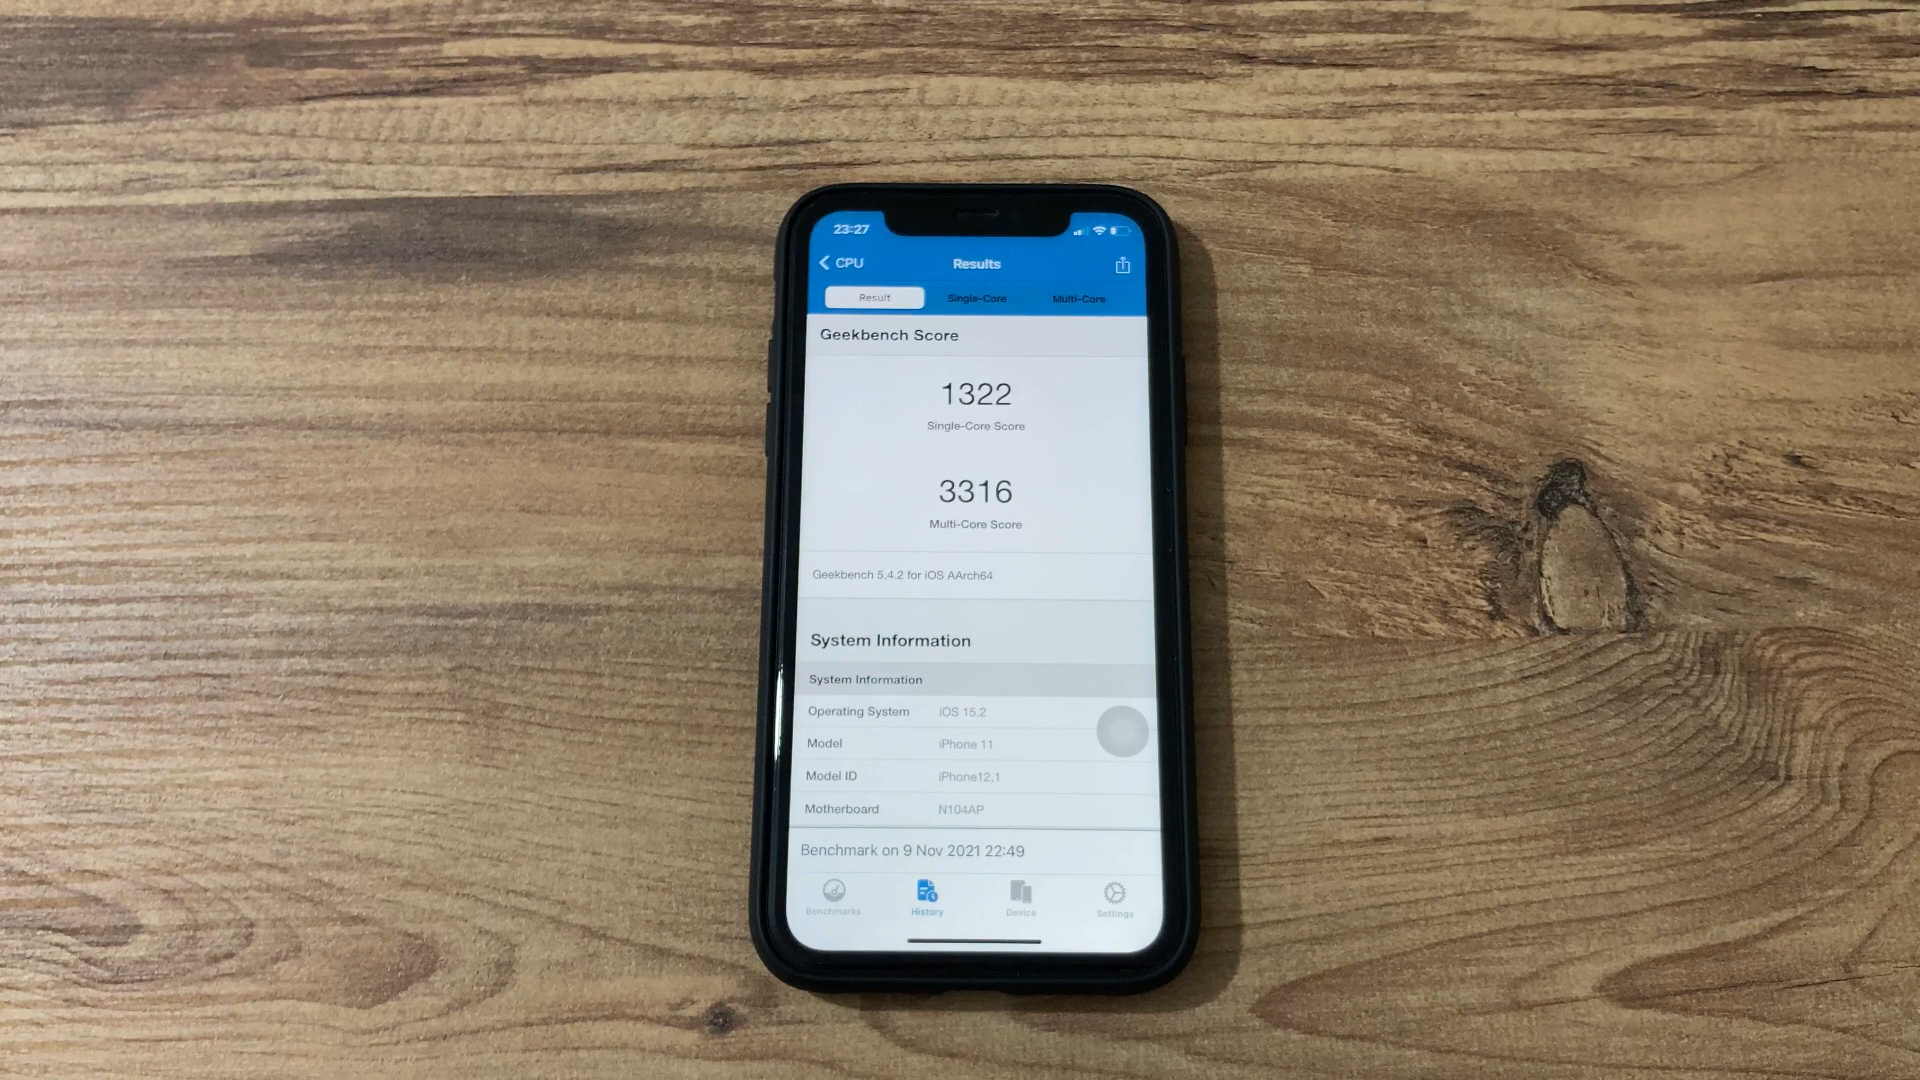 23:27
CPU
Results
Result Single-Core Multi-Core
Geekbench Score
1322
Single-Core Score
3316
Multi-Core Score
Geekbench 5.4.2 for iOS AArch64
System Information
System Information
Operating System iOS 15.2
Model iPhone 11
Model ID iPhone12,1
Motherboard N104AP
Benchmark on 9 Nov 2021 22:49
Benchmarks History Device Settings